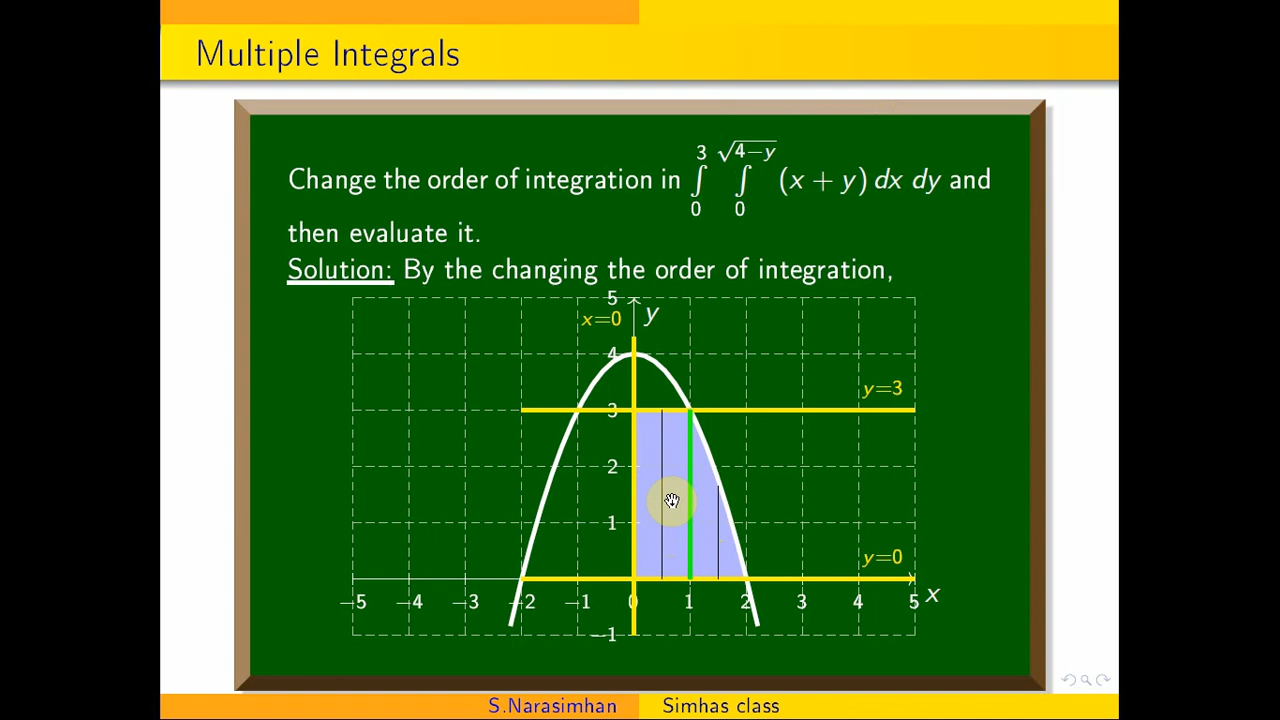 Multiple Integrals
Change the order of integration in ∫₀³ ∫₀^√(4−y) (x + y) dx dy and
then evaluate it.
Solution: By the changing the order of integration,
5
y
x=0
4
y=3
3
2
1
y=0
−5 −4 −3 −2 −1 0 1 2 3 4 5 x
−1
S.Narasimhan Simhas class